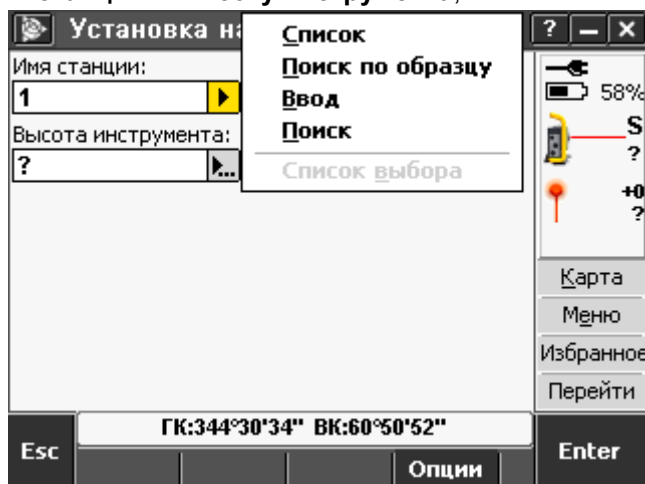 Установка на
? – x
Список
Поиск по образцу
Ввод
Поиск
Список выбора
Имя станции:
1
Высота инструмента:
?
58%
S
?
+0
?
Карта
Меню
Избранное
Перейти
ГК:344°30'34" ВК:60°50'52"
Esc
Опции
Enter